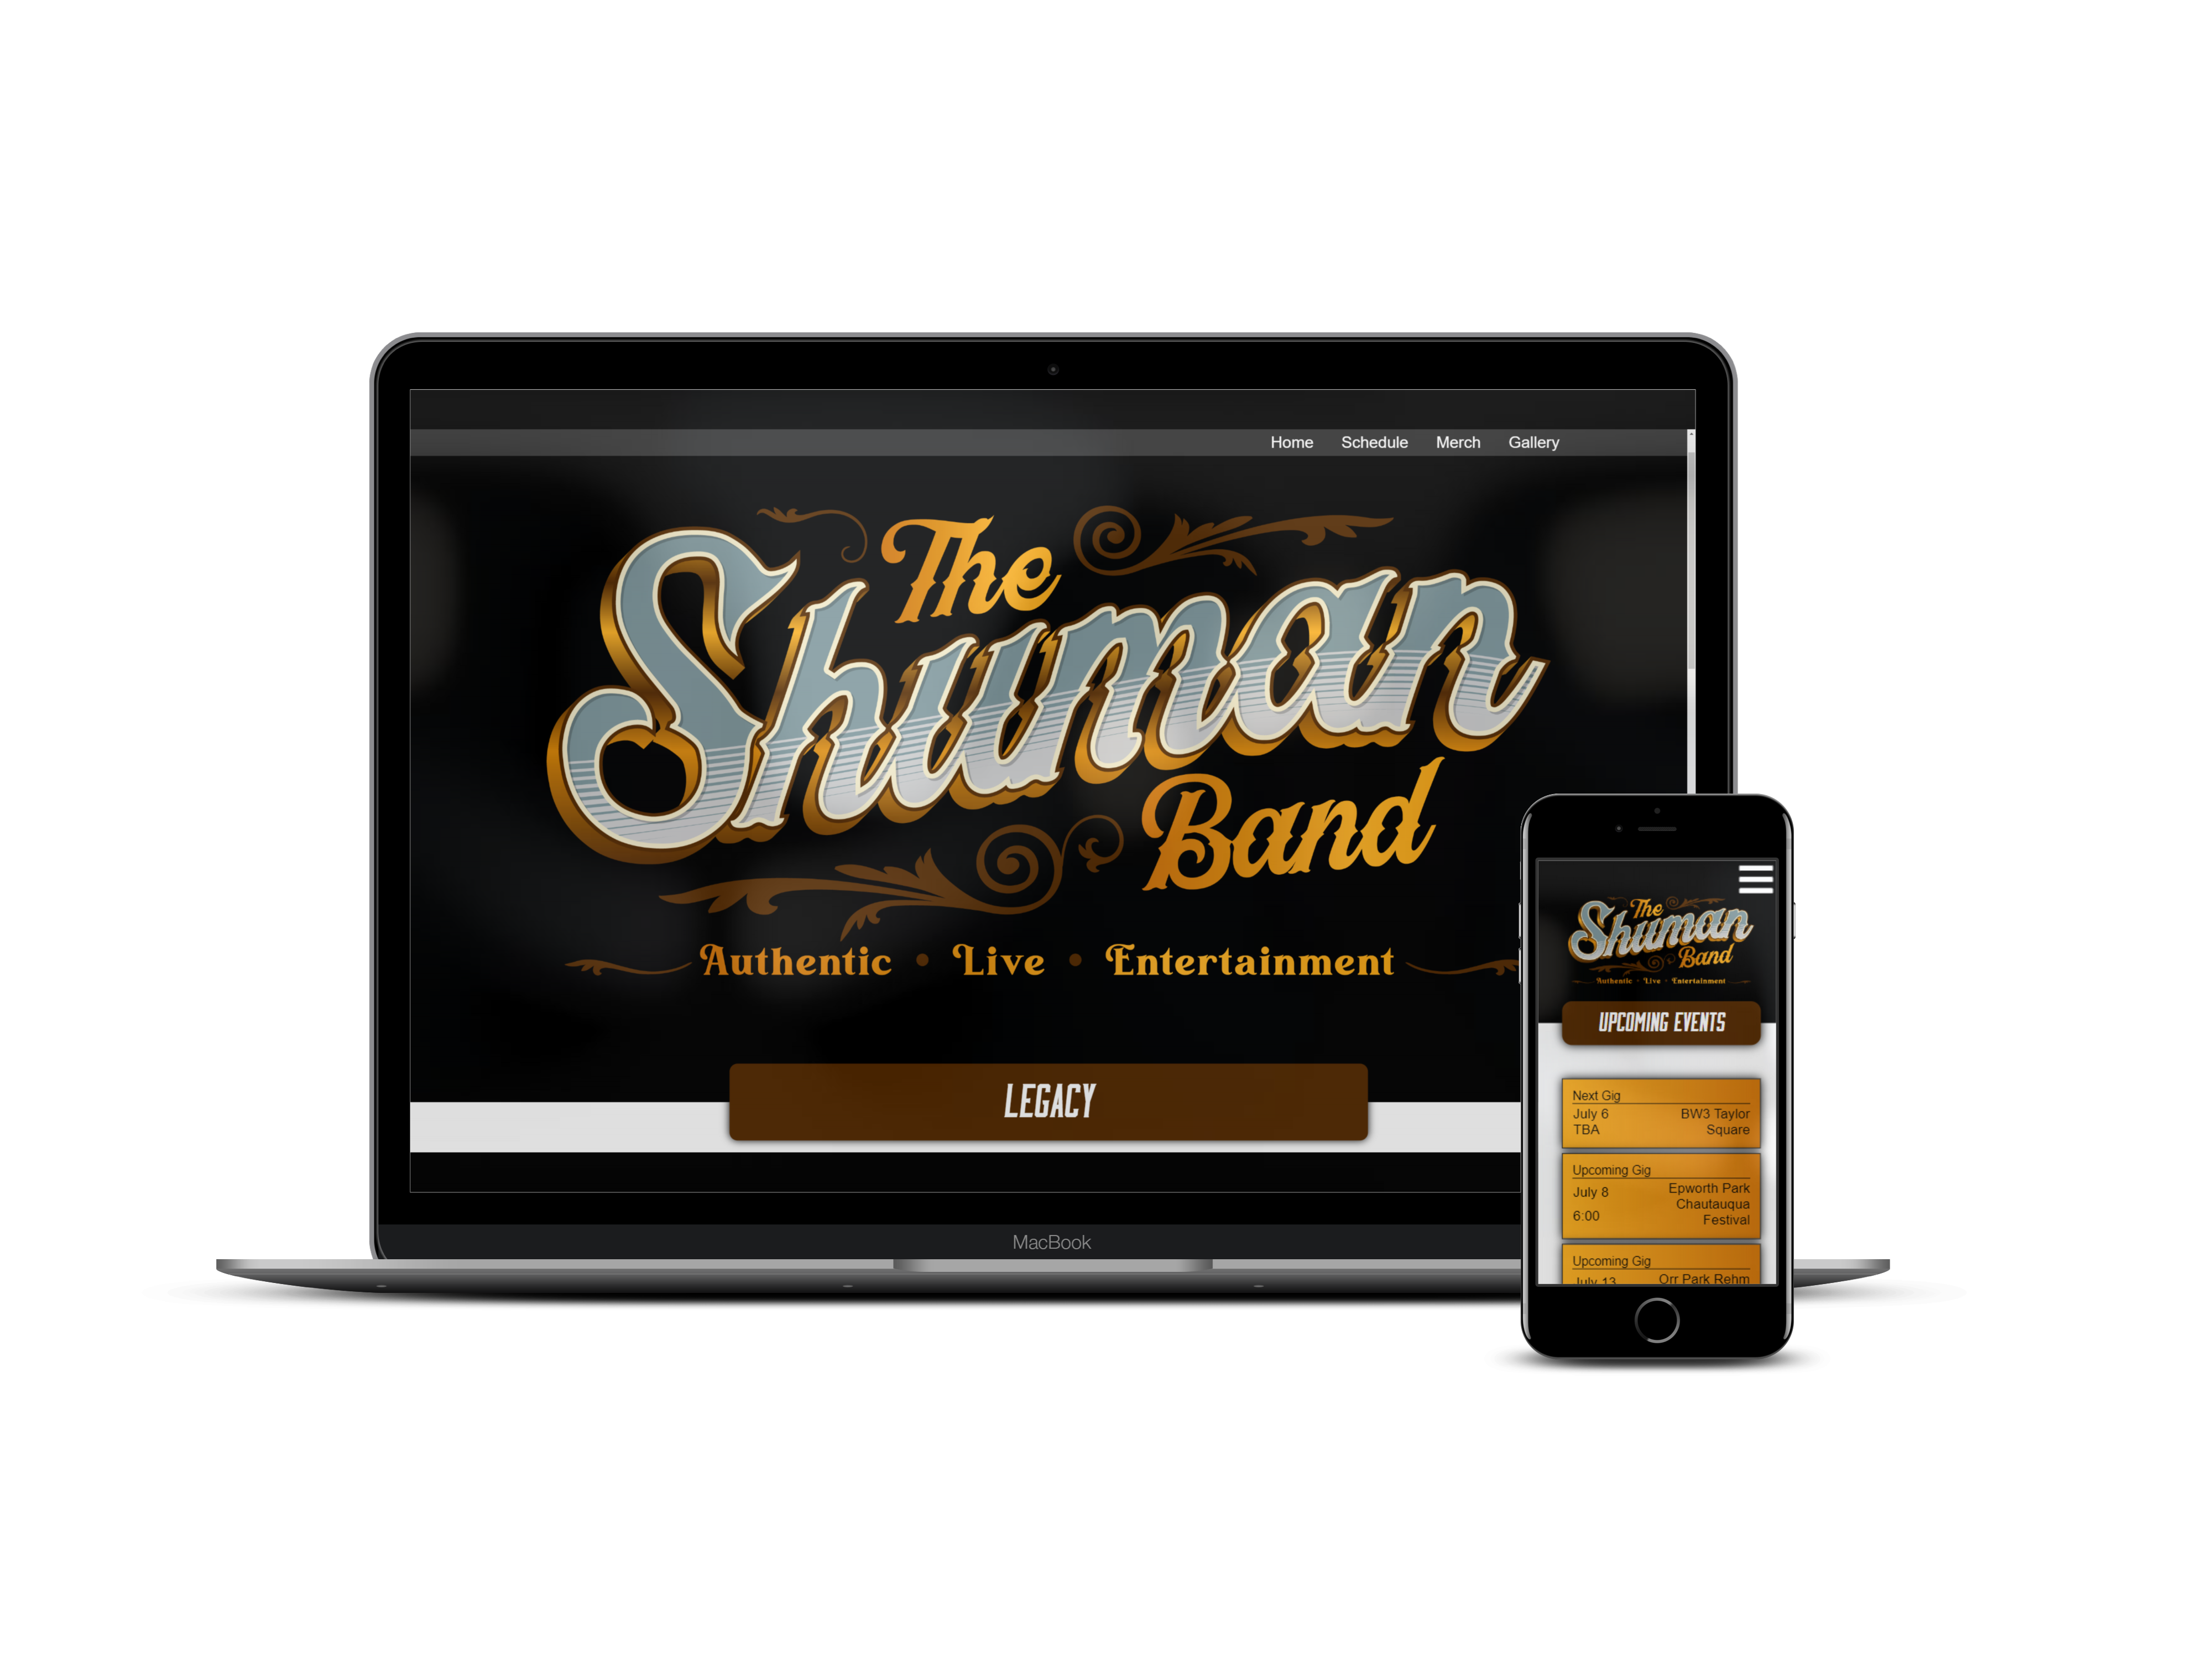 Home Schedule Merch Gallery
The
Shuman
Band
Authentic • Live • Entertainment
LEGACY
MacBook
The
Shuman
Band
Authentic • Live • Entertainment
UPCOMING EVENTS
Next Gig
July 6 BW3 Taylor
TBA Square
Upcoming Gig
July 8 Epworth Park
Chautauqua
6:00 Festival
Upcoming Gig
July 13 Orr Park Rehm